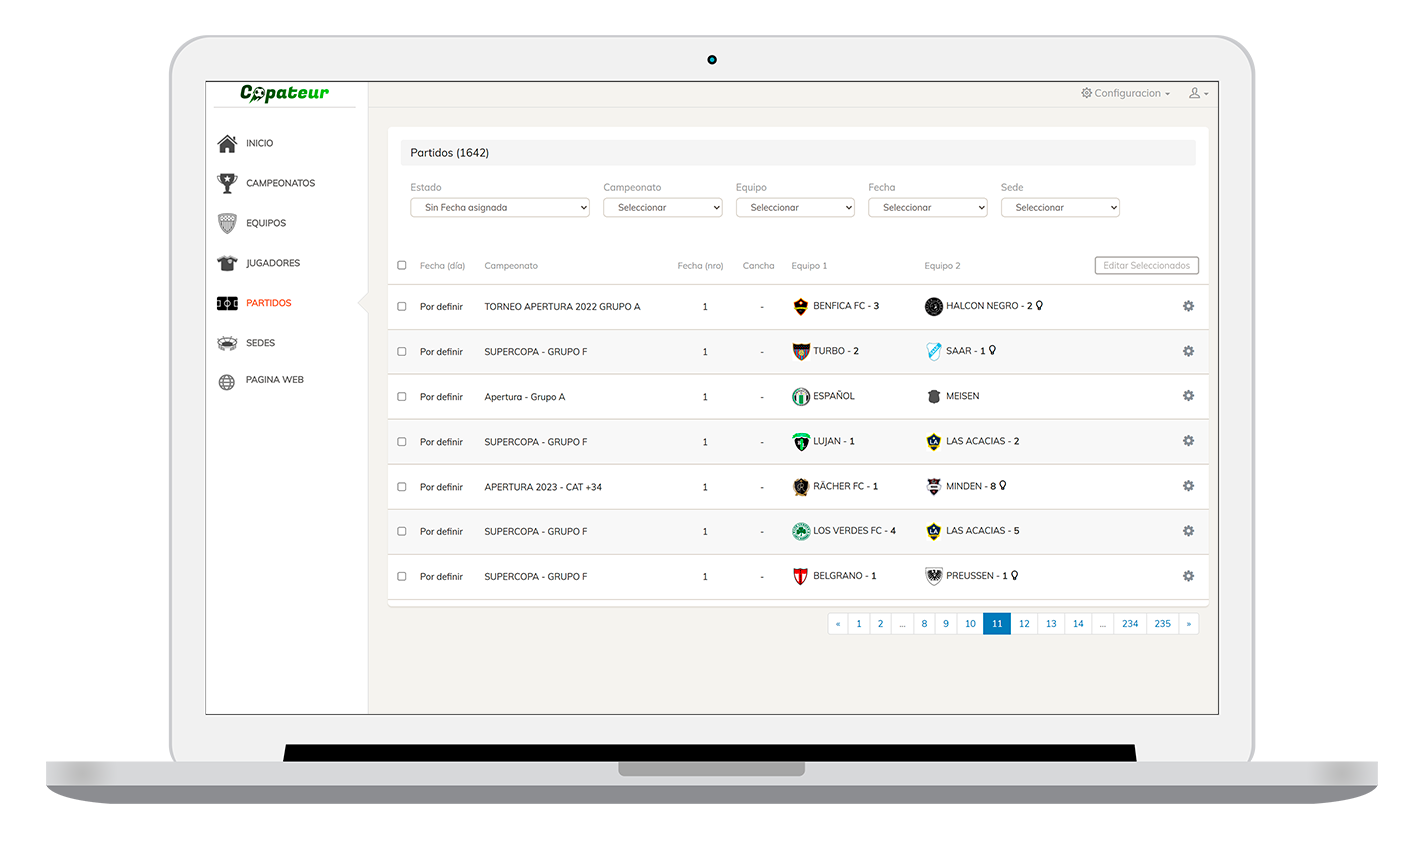 Copateur
Configuracion
INICIO
CAMPEONATOS
EQUIPOS
JUGADORES
PARTIDOS
SEDES
PAGINA WEB
Partidos (1642)
Estado Campeonato Equipo Fecha Sede
Sin Fecha asignada Seleccionar Seleccionar Seleccionar Seleccionar
Fecha (día) Campeonato Fecha (nro) Cancha Equipo 1 Equipo 2 Editar Seleccionados
Por definir TORNEO APERTURA 2022 GRUPO A 1 - BENFICA FC - 3 HALCON NEGRO - 2
Por definir SUPERCOPA - GRUPO F 1 - TURBO - 2 SAAR - 1
Por definir Apertura - Grupo A 1 - ESPAÑOL MEISEN
Por definir SUPERCOPA - GRUPO F 1 - LUJAN - 1 LAS ACACIAS - 2
Por definir APERTURA 2023 - CAT +34 1 - RÄCHER FC - 1 MINDEN - 8
Por definir SUPERCOPA - GRUPO F 1 - LOS VERDES FC - 4 LAS ACACIAS - 5
Por definir SUPERCOPA - GRUPO F 1 - BELGRANO - 1 PREUSSEN - 1
« 1 2 ... 8 9 10 11 12 13 14 ... 234 235 »